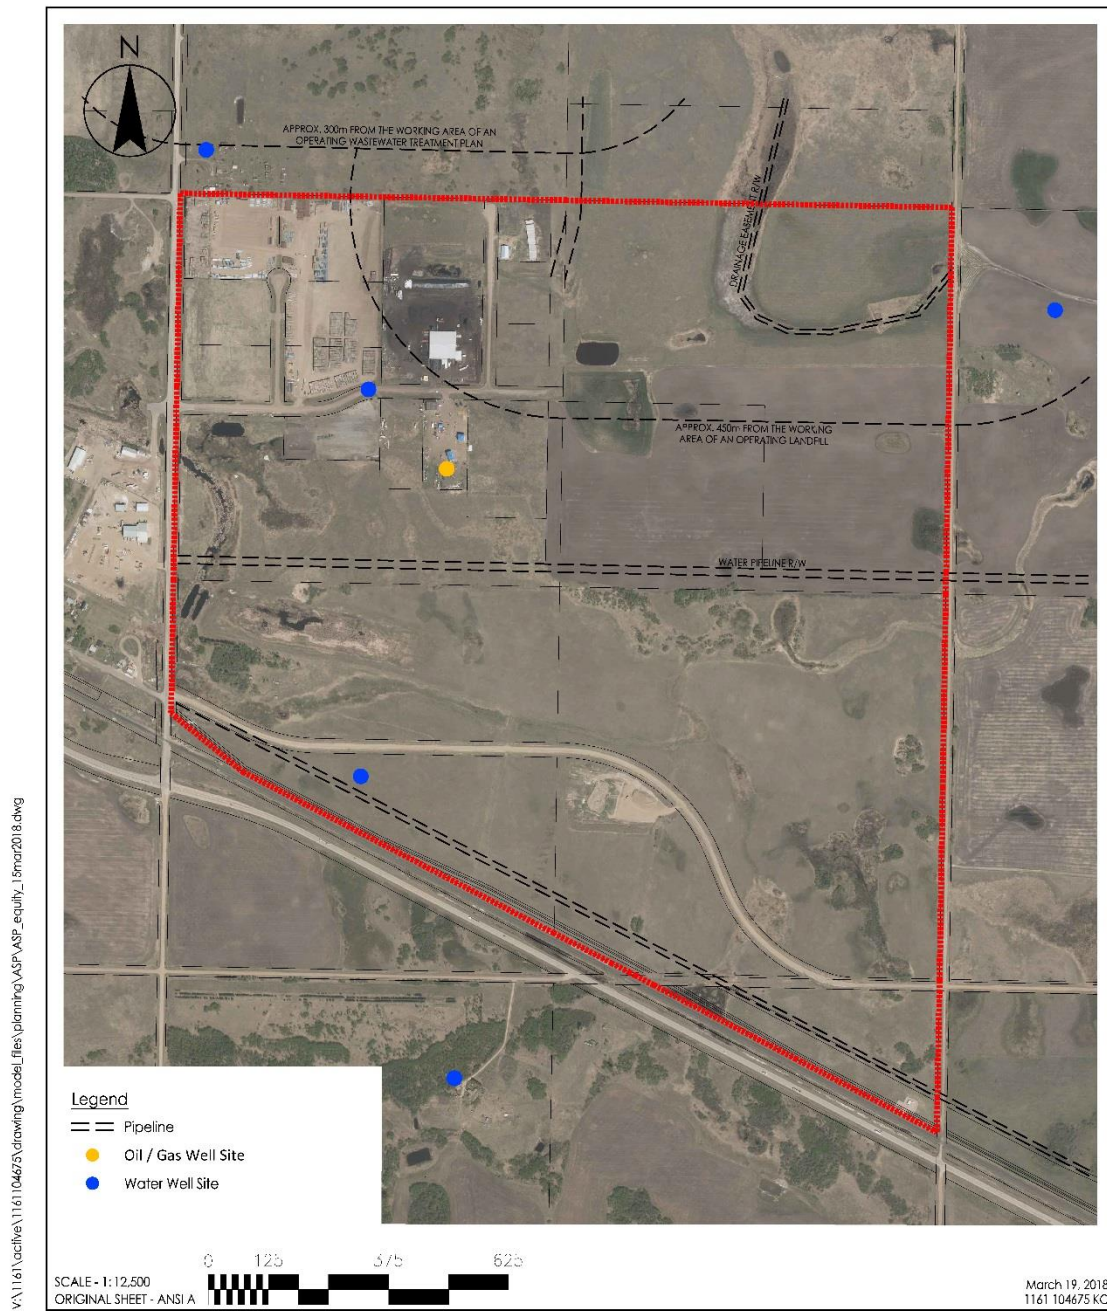 N
APPROX. 300m FROM THE WORKING AREA OF AN
OPERATING WASTEWATER TREATMENT PLAN
DRAINAGE EASEMENT R/W
APPROX. 450m FROM THE WORKING
AREA OF AN OPERATING LANDFILL
WATER PIPELINE R/W
Legend
Pipeline
Oil / Gas Well Site
Water Well Site
0 125 375 625
SCALE - 1:12,500
ORIGINAL SHEET - ANSI A
March 19, 2018
1161 104675 KC
V:\1161\active\1161104675\drawing\model_files\planning\ASP\ASP_equity_15mar2018.dwg